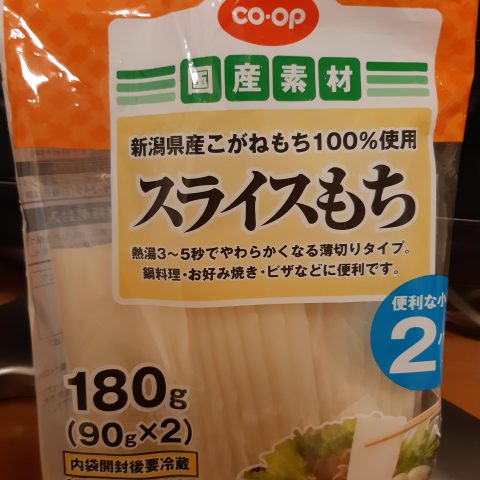 CO·OP
国産素材
新潟県産こがねもち100%使用
スライスもち
熱湯3～5秒でやわらかくなる薄切りタイプ。
鍋料理・お好み焼き・ピザなどに便利です。
便利な小
2
180g
(90g×2)
内袋開封後要冷蔵